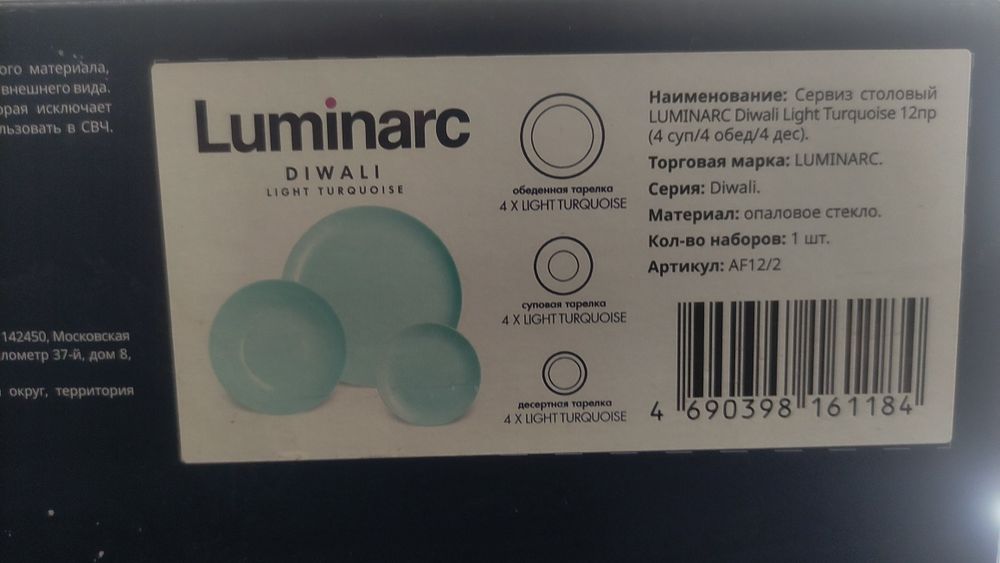 ого материала,
внешнего вида.
орая исключает
льзовать в СВЧ.
142450, Московская
лометр 37-й, дом 8,
округ, территория
Luminarc
DIWALI
LIGHT TURQUOISE
обеденная тарелка
4 X LIGHT TURQUOISE
суповая тарелка
4 X LIGHT TURQUOISE
десертная тарелка
4 X LIGHT TURQUOISE
Наименование: Сервиз столовый
LUMINARC Diwali Light Turquoise 12пр
(4 суп/4 обед/4 дес).
Торговая марка: LUMINARC.
Серия: Diwali.
Материал: опаловое стекло.
Кол-во наборов: 1 шт.
Артикул: AF12/2
4 690398 161184